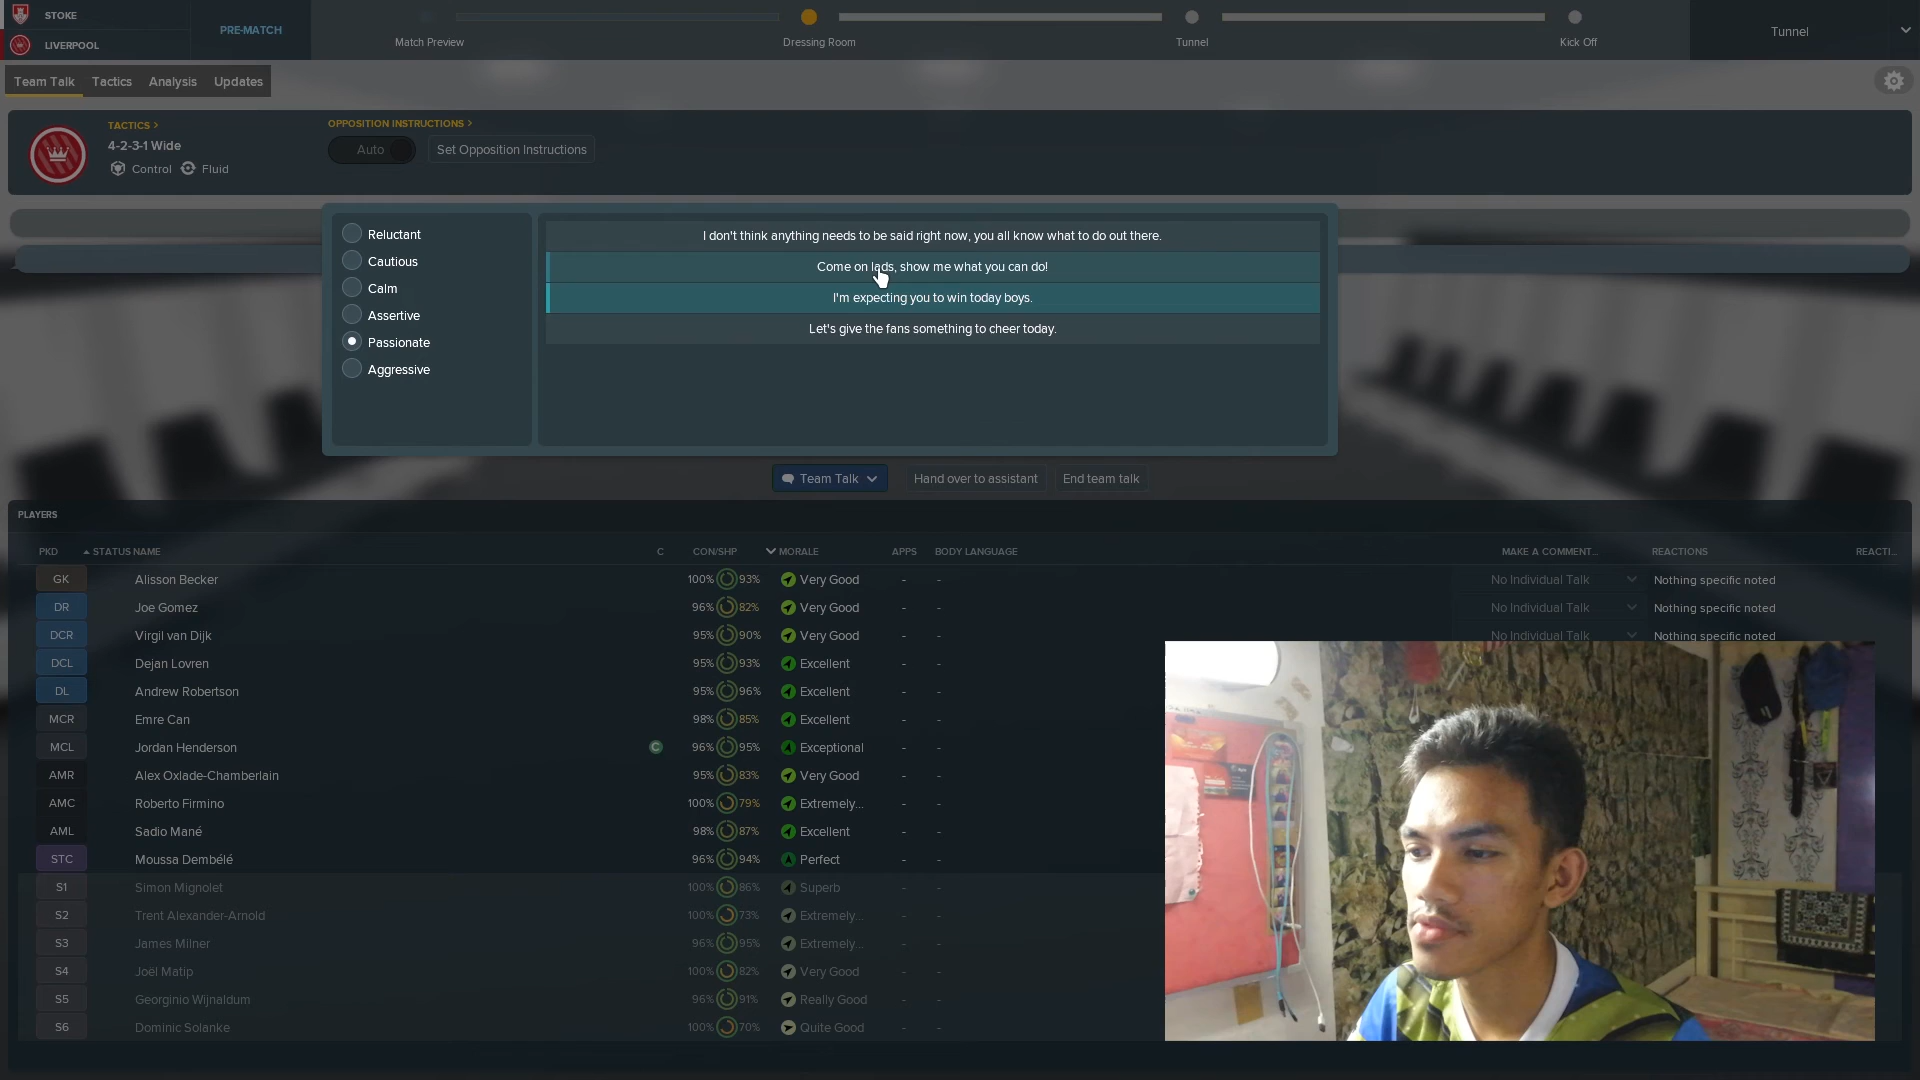 STOKE
LIVERPOOL
PRE-MATCH
Match Preview
Dressing Room
Tunnel
Kick Off
Tunnel
Team Talk Tactics Analysis Updates
TACTICS >
4-2-3-1 Wide
Control Fluid
OPPOSITION INSTRUCTIONS >
Auto Set Opposition Instructions
Reluctant
Cautious
Calm
Assertive
Passionate
Aggressive
I don't think anything needs to be said right now, you all know what to do out there.
Come on lads, show me what you can do!
I'm expecting you to win today boys.
Let's give the fans something to cheer today.
Team Talk Hand over to assistant End team talk
PLAYERS
PKD STATUS NAME C CON/SHP MORALE APPS BODY LANGUAGE MAKE A COMMENT... REACTIONS REACTI...
GK Alisson Becker 100% 93% Very Good - - No Individual Talk Nothing specific noted
DR Joe Gomez 96% 82% Very Good - - No Individual Talk Nothing specific noted
DCR Virgil van Dijk 95% 90% Very Good - - No Individual Talk Nothing specific noted
DCL Dejan Lovren 95% 93% Excellent - -
DL Andrew Robertson 95% 96% Excellent - -
MCR Emre Can 98% 85% Excellent - -
MCL Jordan Henderson C 96% 95% Exceptional - -
AMR Alex Oxlade-Chamberlain 95% 83% Very Good - -
AMC Roberto Firmino 100% 79% Extremely... - -
AML Sadio Mané 98% 87% Excellent - -
STC Moussa Dembélé 96% 94% Perfect - -
S1 Simon Mignolet 100% 86% Superb - -
S2 Trent Alexander-Arnold 100% 73% Extremely... - -
S3 James Milner 96% 95% Extremely... - -
S4 Joël Matip 100% 82% Very Good - -
S5 Georginio Wijnaldum 96% 91% Really Good - -
S6 Dominic Solanke 100% 70% Quite Good - -